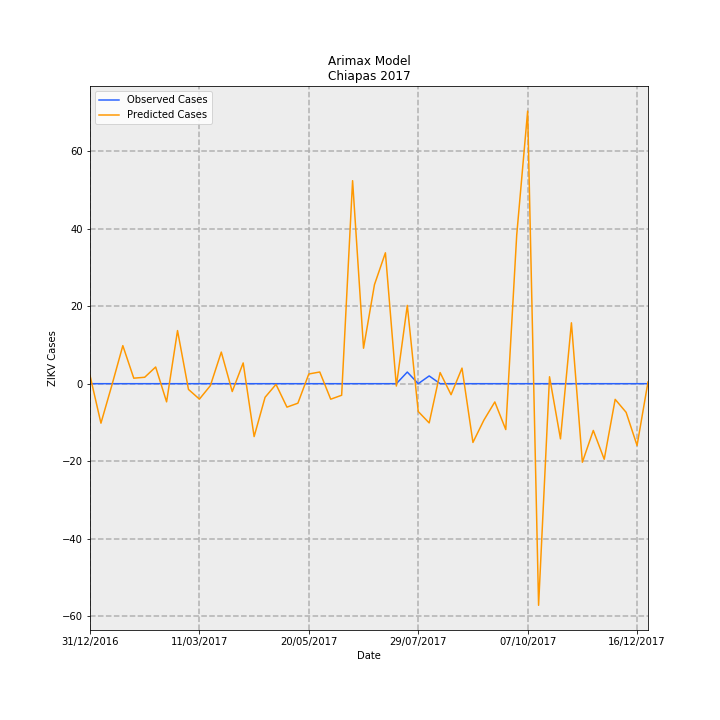 Arimax Model
Chiapas 2017
Observed Cases
Predicted Cases
ZIKV Cases
60
40
20
0
−20
−40
−60
31/12/2016
11/03/2017
20/05/2017
29/07/2017
07/10/2017
16/12/2017
Date